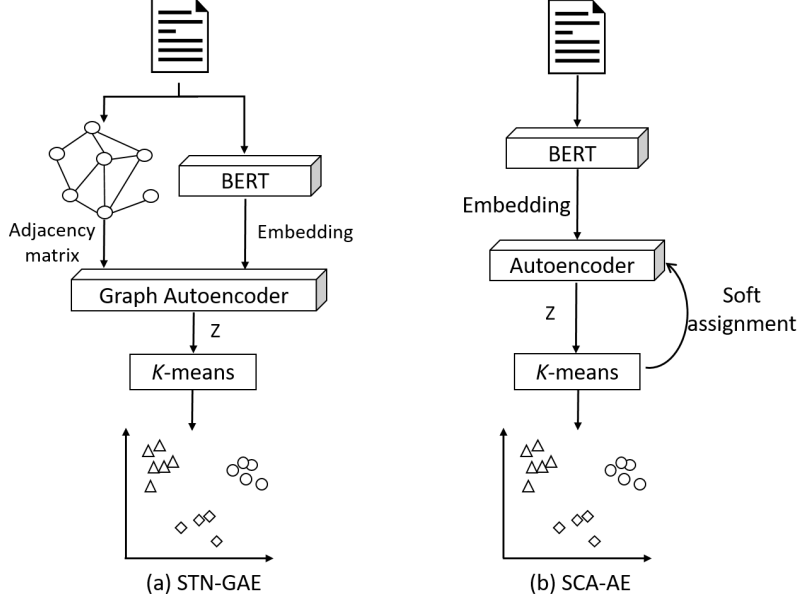 BERT
Adjacency
matrix
Embedding
Graph Autoencoder
Z
K-means
(a) STN-GAE
BERT
Embedding
Autoencoder
Z
Soft
assignment
K-means
(b) SCA-AE